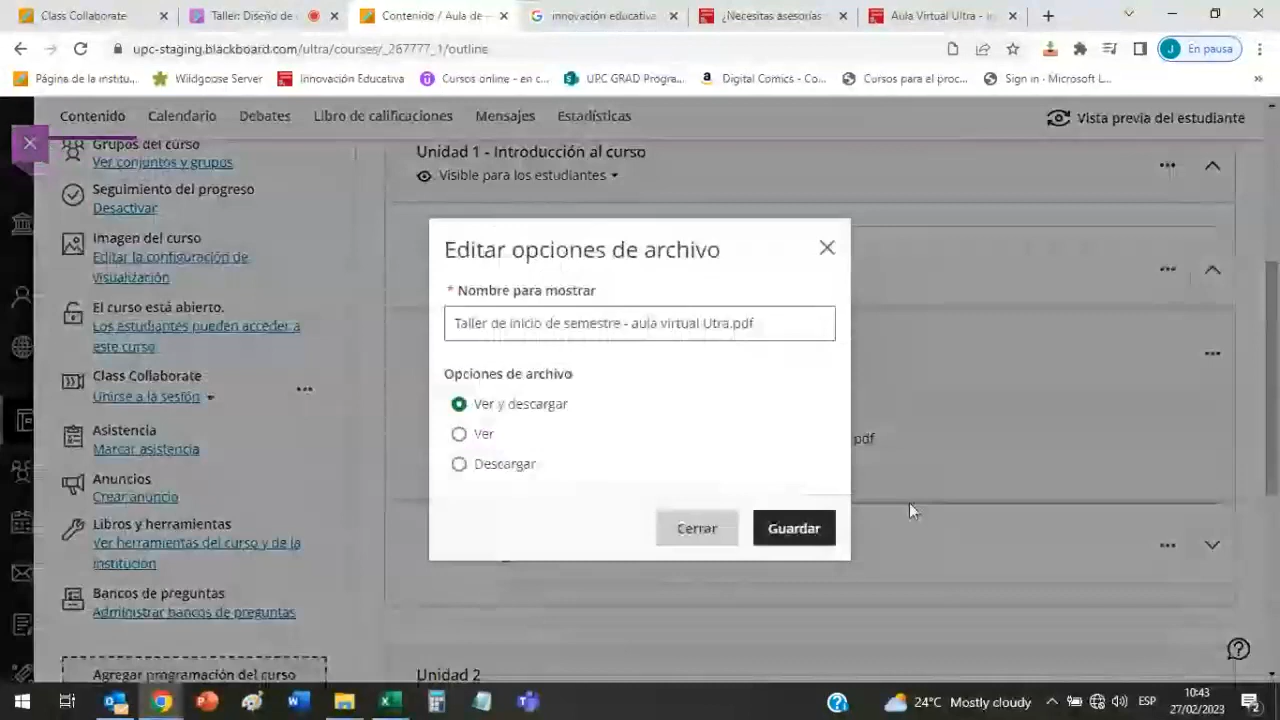 Class Collaborate
Taller: Diseño de
Contenido / Aula de
innovación educativa
¿Necesitas asesorías
Aula Virtual Ultra - In
upc-staging.blackboard.com/ultra/courses/_267777_1/outline
J En pausa
Página de la institu...
Wildgoose Server
Innovación Educativa
Cursos online - en c...
UPC GRAD Progra...
Digital Comics - Co...
Cursos para el proc...
Sign in - Microsoft L...
Contenido
Calendario
Debates
Libro de calificaciones
Mensajes
Estadísticas
Vista previa del estudiante
Grupos del curso
Ver conjuntos y grupos
Seguimiento del progreso
Desactivar
Imagen del curso
Editar la configuración de
visualización
El curso está abierto.
Los estudiantes pueden acceder a
este curso
Class Collaborate
Unirse a la sesión
Asistencia
Marcar asistencia
Anuncios
Crear anuncio
Libros y herramientas
Ver herramientas del curso y de la
institución
Bancos de preguntas
Administrar bancos de preguntas
Agregar programación del curso
Unidad 1 - Introducción al curso
Visible para los estudiantes
Editar opciones de archivo
* Nombre para mostrar
Taller de inicio de semestre - aula virtual Utra.pdf
Opciones de archivo
Ver y descargar
Ver
Descargar
Cerrar
Guardar
pdf
Unidad 2
24°C Mostly cloudy
ESP
10:43
27/02/2023